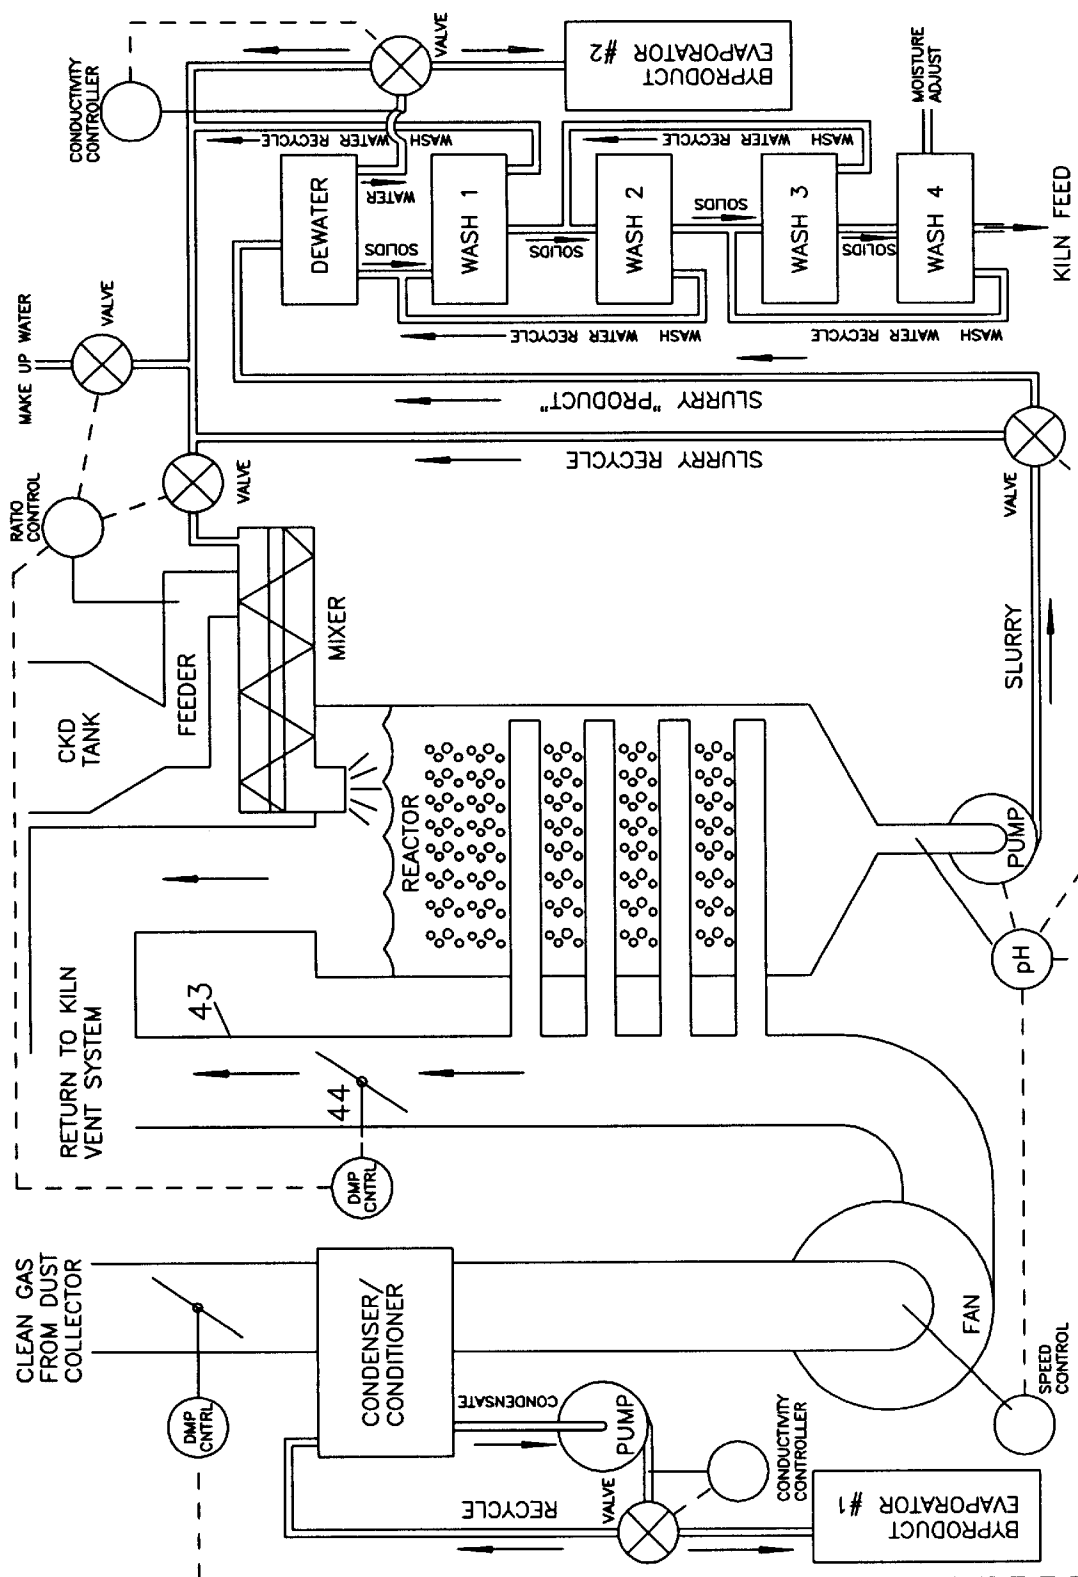 CLEAN GAS
FROM DUST
COLLECTOR
DMP
CNTRL
CONDENSER/
CONDITIONER
CONDENSATE
PUMP
RECYCLE
VALVE
CONDUCTIVITY
CONTROLLER
BYPRODUCT
EVAPORATOR
#1
FAN
SPEED
CONTROL
RETURN TO KILN
VENT SYSTEM
43
44
DMP
CNTRL
CKD
TANK
FEEDER
MIXER
REACTOR
PUMP
pH
SLURRY
VALVE
RATIO
CONTROL
VALVE
MAKE UP WATER
VALVE
SLURRY RECYCLE
SLURRY "PRODUCT"
CONDUCTIVITY
CONTROLLER
VALVE
BYPRODUCT
EVAPORATOR
#2
DEWATER
WATER
SOLIDS
WASH WATER RECYCLE
WASH 1
SOLIDS
WASH WATER RECYCLE
WASH 2
SOLIDS
WASH WATER RECYCLE
WASH 3
SOLIDS
WASH WATER RECYCLE
WASH 4
MOISTURE
ADJUST
KILN FEED